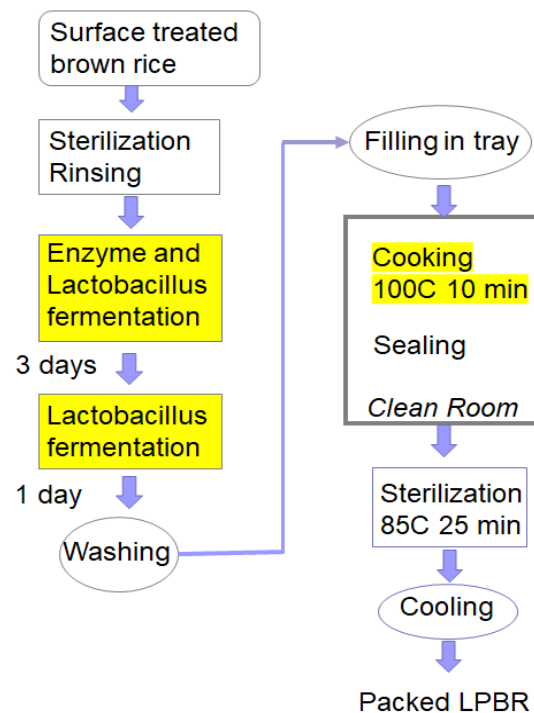 Surface treated
brown rice
Sterilization
Rinsing
Enzyme and
Lactobacillus
fermentation
3 days
Lactobacillus
fermentation
1 day
Washing
Filling in tray
Cooking
100C 10 min
Sealing
Clean Room
Sterilization
85C 25 min
Cooling
Packed LPBR